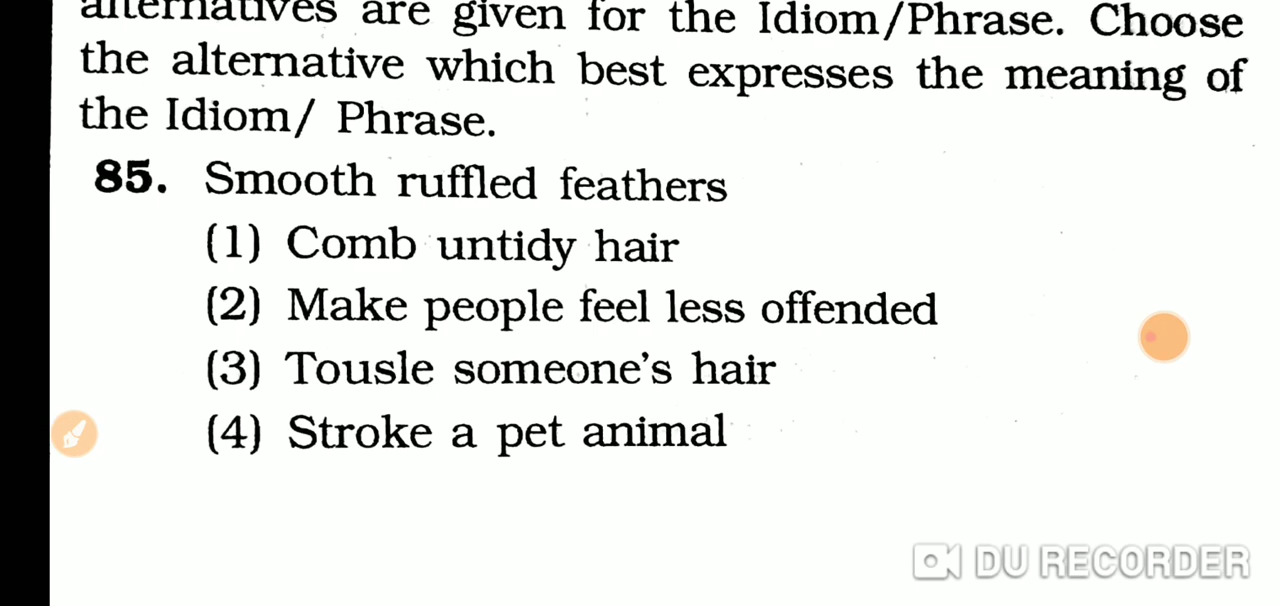 alternatives are given for the Idiom/Phrase. Choose
the alternative which best expresses the meaning of
the Idiom/ Phrase.
85. Smooth ruffled feathers
(1) Comb untidy hair
(2) Make people feel less offended
(3) Tousle someone's hair
(4) Stroke a pet animal
DU RECORDER